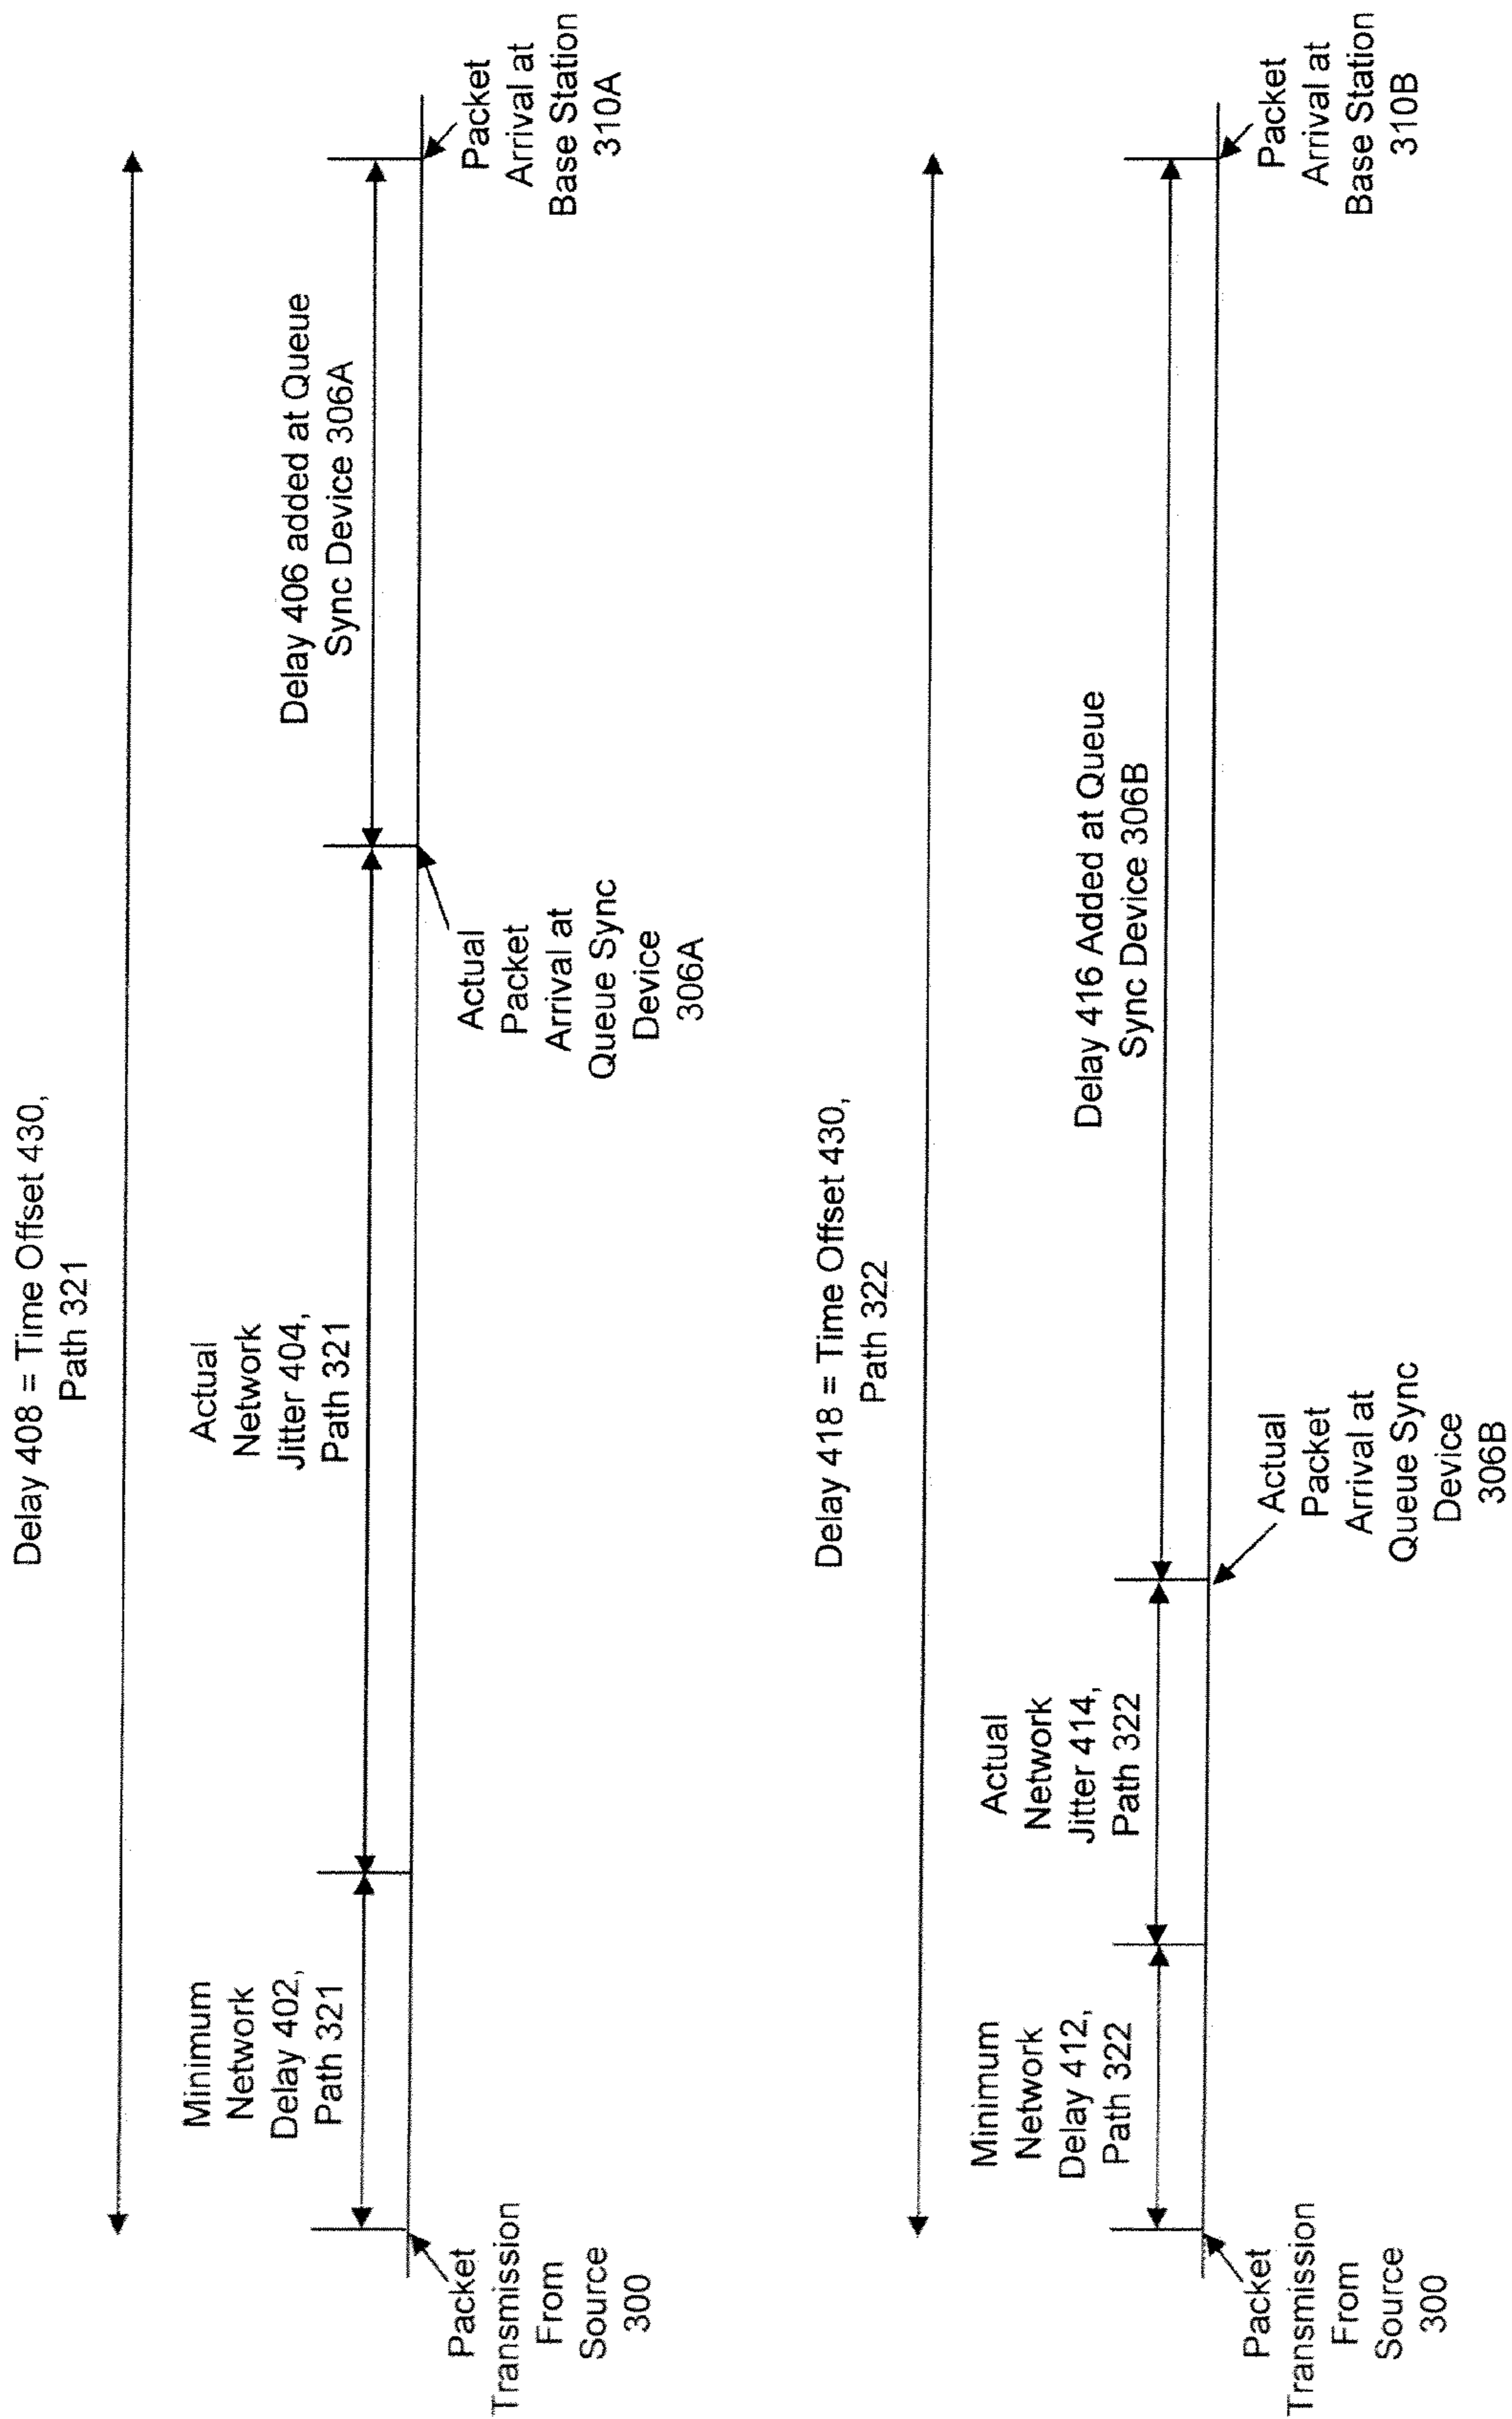 Delay 408 = Time Offset 430,
Path 321
Minimum
Network
Delay 402,
Path 321
Actual
Network
Jitter 404,
Path 321
Delay 406 added at Queue
Sync Device 306A
Packet
Transmission
From
Source
300
Actual
Packet
Arrival at
Queue Sync
Device
306A
Packet
Arrival at
Base Station
310A
Delay 418 = Time Offset 430,
Path 322
Minimum
Network
Delay 412,
Path 322
Actual
Network
Jitter 414,
Path 322
Delay 416 Added at Queue
Sync Device 306B
Packet
Transmission
From
Source
300
Actual
Packet
Arrival at
Queue Sync
Device
306B
Packet
Arrival at
Base Station
310B